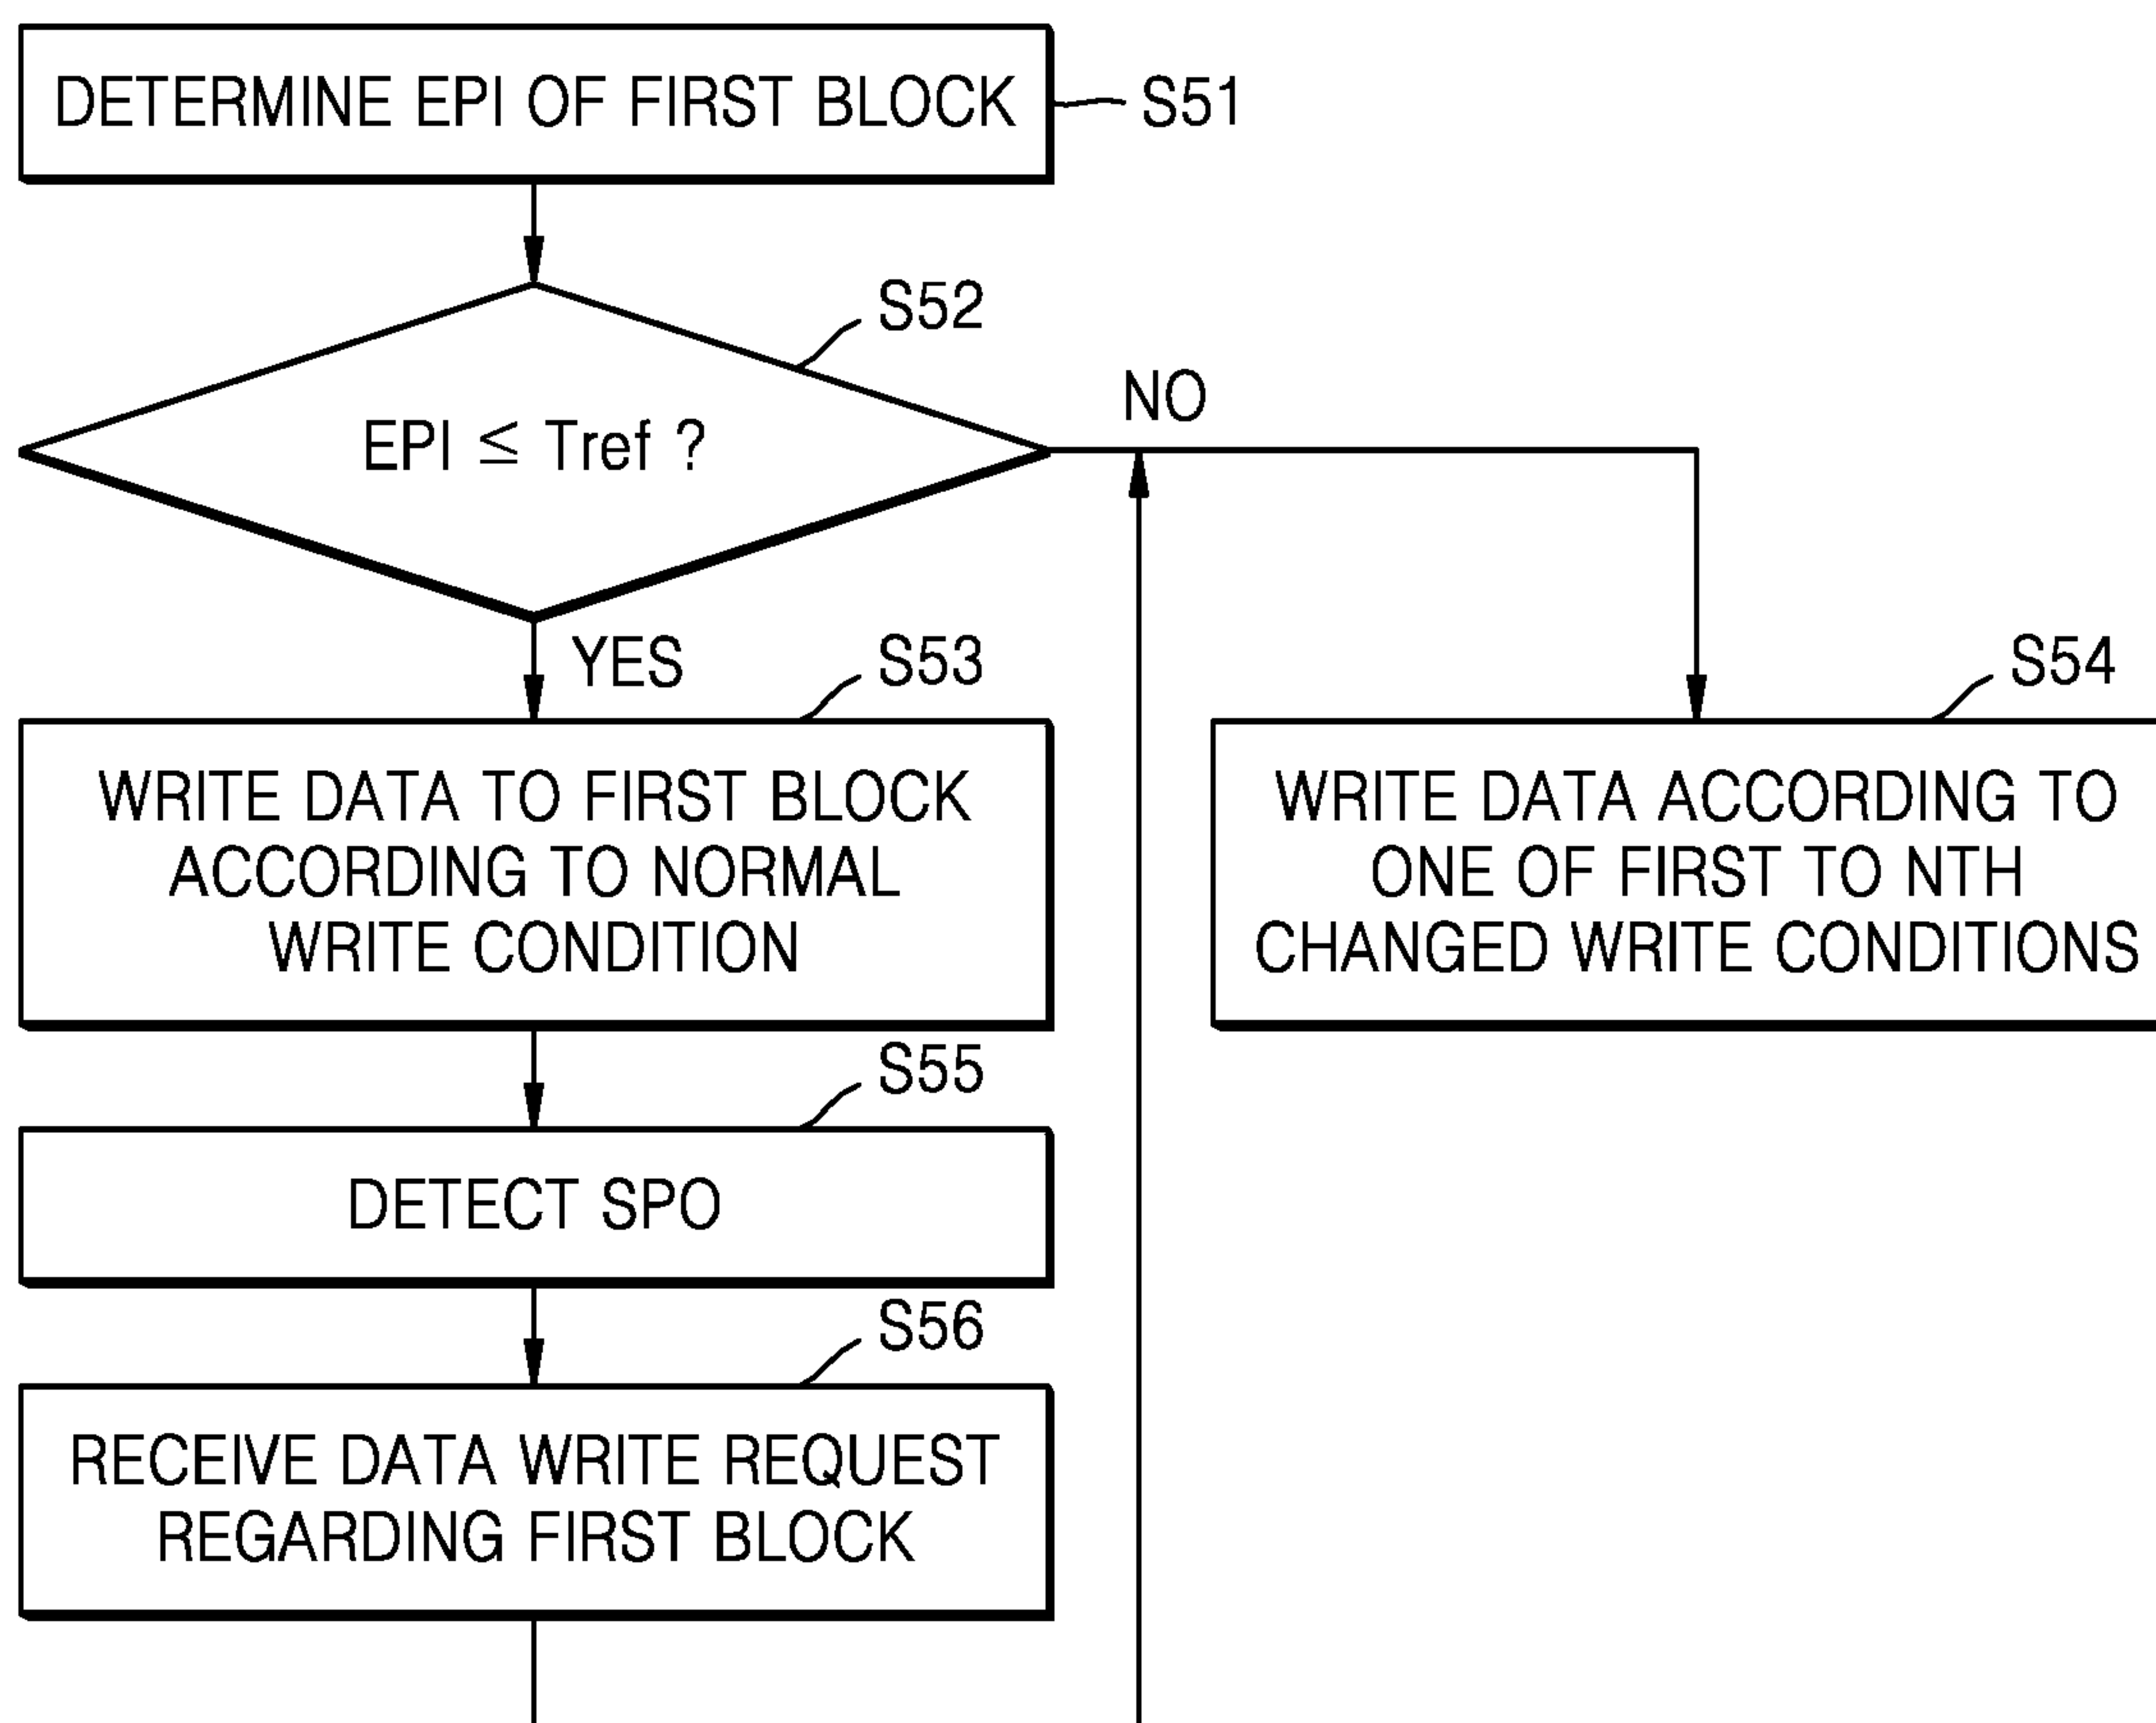 DETERMINE EPI OF FIRST BLOCK
S51
S52
EPI ≤ Tref ?
NO
YES
S53
WRITE DATA TO FIRST BLOCK
ACCORDING TO NORMAL
WRITE CONDITION
S54
WRITE DATA ACCORDING TO
ONE OF FIRST TO NTH
CHANGED WRITE CONDITIONS
S55
DETECT SPO
S56
RECEIVE DATA WRITE REQUEST
REGARDING FIRST BLOCK